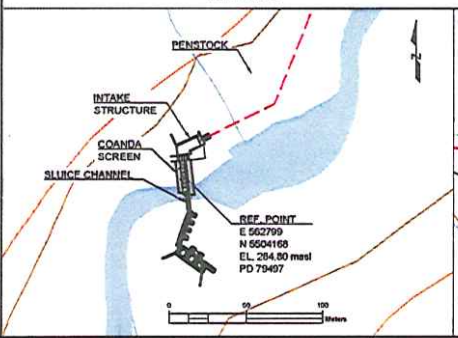 PENSTOCK
INTAKE
STRUCTURE
COANDA
SCREEN
SLUICE CHANNEL
REF. POINT
E 562799
N 5504168
EL. 264.80 masl
PD 79497
0 50 100
Meters